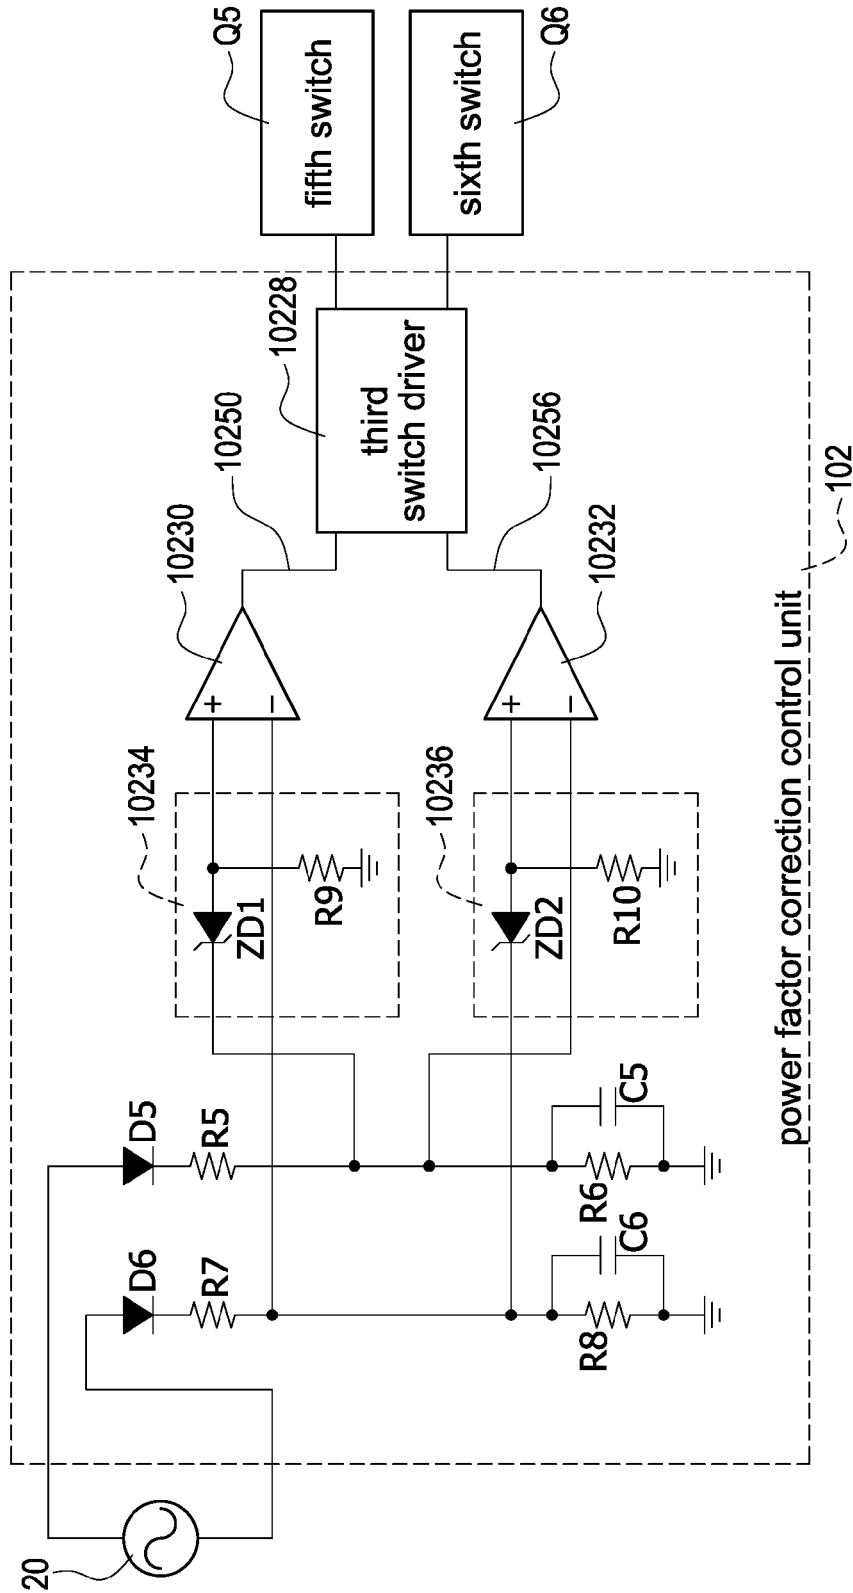 20
D5
D6
R5
R7
R6
C5
R8
C6
10234
ZD1
R9
10236
ZD2
R10
10230
+
−
10232
+
−
10250
10256
10228
third
switch driver
Q5
fifth switch
Q6
sixth switch
power factor correction control unit
102